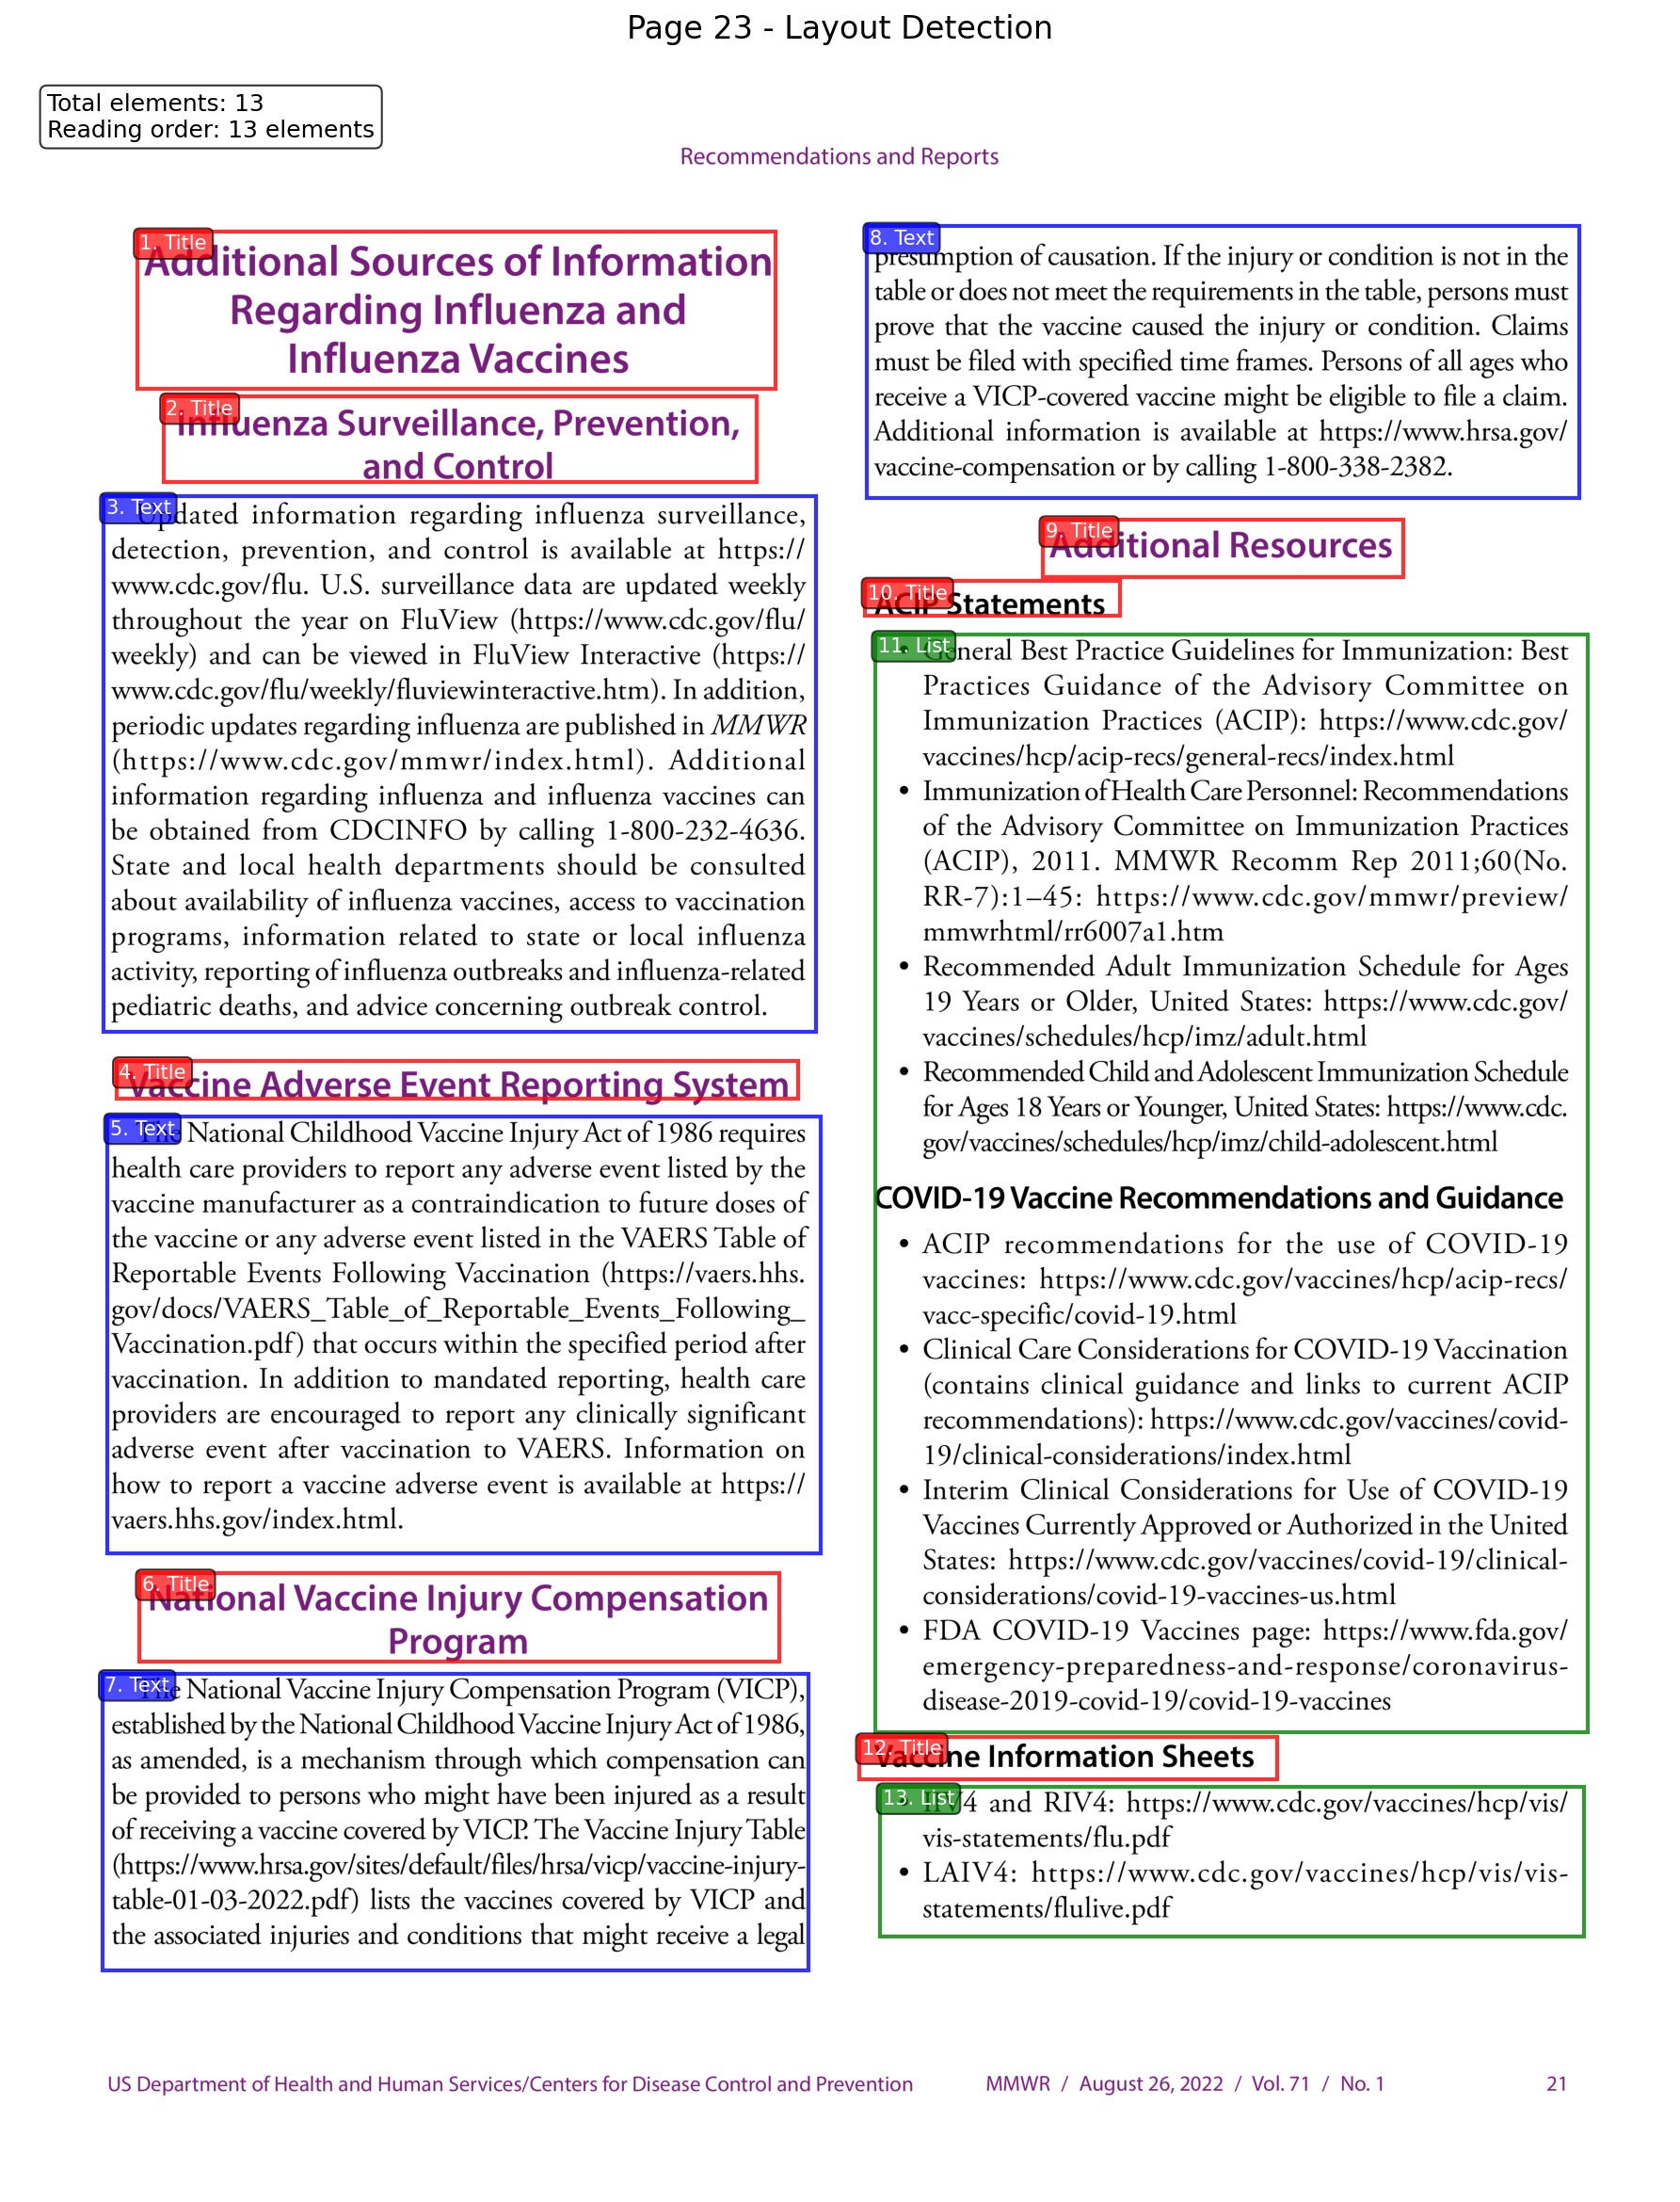 Page 23 - Layout Detection
Total elements: 13
Reading order: 13 elements
Recommendations and Reports
1. Title
Additional Sources of Information
Regarding Influenza and
Influenza Vaccines
2. Title
Influenza Surveillance, Prevention,
and Control
3. Text
Updated information regarding influenza surveillance,
detection, prevention, and control is available at https://
www.cdc.gov/flu. U.S. surveillance data are updated weekly
throughout the year on FluView (https://www.cdc.gov/flu/
weekly) and can be viewed in FluView Interactive (https://
www.cdc.gov/flu/weekly/fluviewinteractive.htm). In addition,
periodic updates regarding influenza are published in MMWR
(https://www.cdc.gov/mmwr/index.html). Additional
information regarding influenza and influenza vaccines can
be obtained from CDCINFO by calling 1-800-232-4636.
State and local health departments should be consulted
about availability of influenza vaccines, access to vaccination
programs, information related to state or local influenza
activity, reporting of influenza outbreaks and influenza-related
pediatric deaths, and advice concerning outbreak control.
4. Title
Vaccine Adverse Event Reporting System
5. Text
The National Childhood Vaccine Injury Act of 1986 requires
health care providers to report any adverse event listed by the
vaccine manufacturer as a contraindication to future doses of
the vaccine or any adverse event listed in the VAERS Table of
Reportable Events Following Vaccination (https://vaers.hhs.
gov/docs/VAERS_Table_of_Reportable_Events_Following_
Vaccination.pdf) that occurs within the specified period after
vaccination. In addition to mandated reporting, health care
providers are encouraged to report any clinically significant
adverse event after vaccination to VAERS. Information on
how to report a vaccine adverse event is available at https://
vaers.hhs.gov/index.html.
6. Title
National Vaccine Injury Compensation
Program
7. Text
The National Vaccine Injury Compensation Program (VICP),
established by the National Childhood Vaccine Injury Act of 1986,
as amended, is a mechanism through which compensation can
be provided to persons who might have been injured as a result
of receiving a vaccine covered by VICP. The Vaccine Injury Table
(https://www.hrsa.gov/sites/default/files/hrsa/vicp/vaccine-injury-
table-01-03-2022.pdf) lists the vaccines covered by VICP and
the associated injuries and conditions that might receive a legal
8. Text
presumption of causation. If the injury or condition is not in the
table or does not meet the requirements in the table, persons must
prove that the vaccine caused the injury or condition. Claims
must be filed with specified time frames. Persons of all ages who
receive a VICP-covered vaccine might be eligible to file a claim.
Additional information is available at https://www.hrsa.gov/
vaccine-compensation or by calling 1-800-338-2382.
9. Title
Additional Resources
10. Title
ACIP Statements
11. List
• General Best Practice Guidelines for Immunization: Best
Practices Guidance of the Advisory Committee on
Immunization Practices (ACIP): https://www.cdc.gov/
vaccines/hcp/acip-recs/general-recs/index.html
• Immunization of Health Care Personnel: Recommendations
of the Advisory Committee on Immunization Practices
(ACIP), 2011. MMWR Recomm Rep 2011;60(No.
RR-7):1–45: https://www.cdc.gov/mmwr/preview/
mmwrhtml/rr6007a1.htm
• Recommended Adult Immunization Schedule for Ages
19 Years or Older, United States: https://www.cdc.gov/
vaccines/schedules/hcp/imz/adult.html
• Recommended Child and Adolescent Immunization Schedule
for Ages 18 Years or Younger, United States: https://www.cdc.
gov/vaccines/schedules/hcp/imz/child-adolescent.html
COVID-19 Vaccine Recommendations and Guidance
• ACIP recommendations for the use of COVID-19
vaccines: https://www.cdc.gov/vaccines/hcp/acip-recs/
vacc-specific/covid-19.html
• Clinical Care Considerations for COVID-19 Vaccination
(contains clinical guidance and links to current ACIP
recommendations): https://www.cdc.gov/vaccines/covid-
19/clinical-considerations/index.html
• Interim Clinical Considerations for Use of COVID-19
Vaccines Currently Approved or Authorized in the United
States: https://www.cdc.gov/vaccines/covid-19/clinical-
considerations/covid-19-vaccines-us.html
• FDA COVID-19 Vaccines page: https://www.fda.gov/
emergency-preparedness-and-response/coronavirus-
disease-2019-covid-19/covid-19-vaccines
12. Title
Vaccine Information Sheets
13. List
• IIV4 and RIV4: https://www.cdc.gov/vaccines/hcp/vis/
vis-statements/flu.pdf
• LAIV4: https://www.cdc.gov/vaccines/hcp/vis/vis-
statements/flulive.pdf
US Department of Health and Human Services/Centers for Disease Control and Prevention MMWR / August 26, 2022 / Vol. 71 / No. 1 21